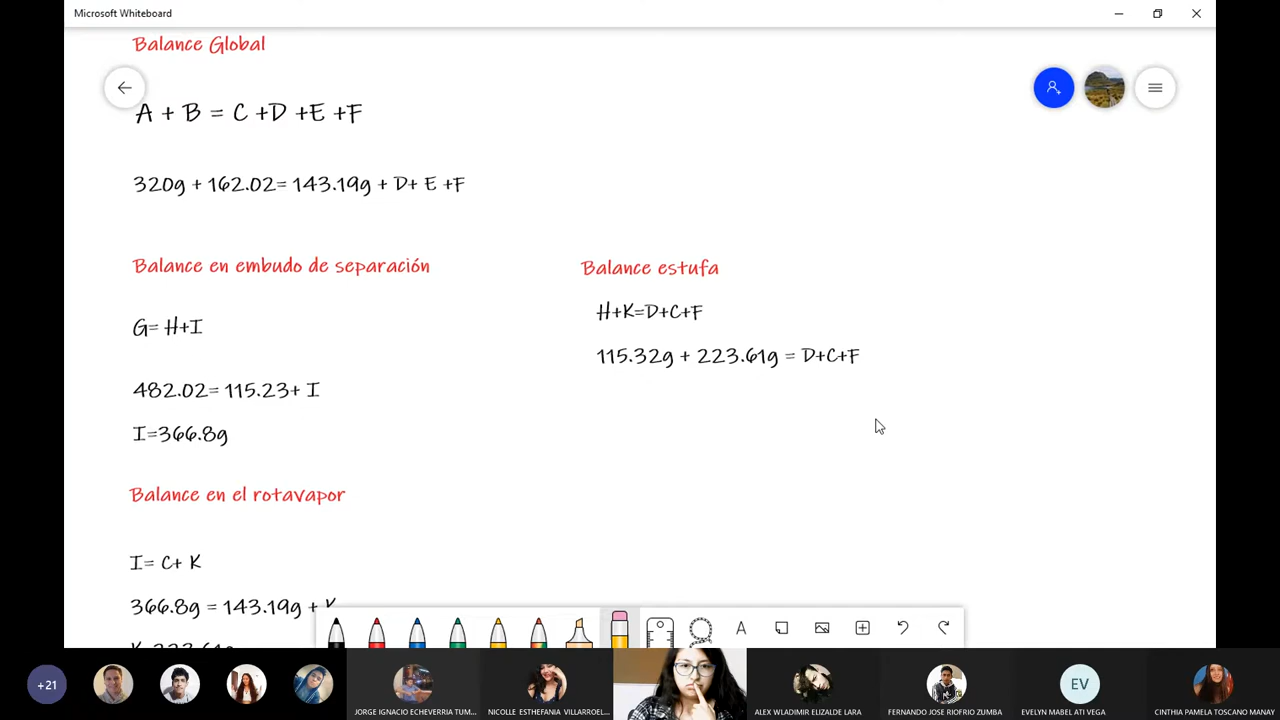 Microsoft Whiteboard
Balance Global
A + B = C +D +E +F
320g + 162.02= 143.19g + D+ E +F
Balance en embudo de separación
G= H+I
482.02= 115.23+ I
I=366.8g
Balance en el rotavapor
I= C+ K
366.8g = 143.19g + K
K=223.61g
Balance estufa
H+K=D+C+F
115.32g + 223.61g = D+C+F
A
+21
JORGE IGNACIO ECHEVERRIA TUM...
NICOLLE ESTHEFANIA VILLARROEL...
ALEX WLADIMIR ELIZALDE LARA
FERNANDO JOSE RIOFRIO ZUMBA
EV
EVELYN MABEL ATI VEGA
CINTHIA PAMELA TOSCANO MANAY